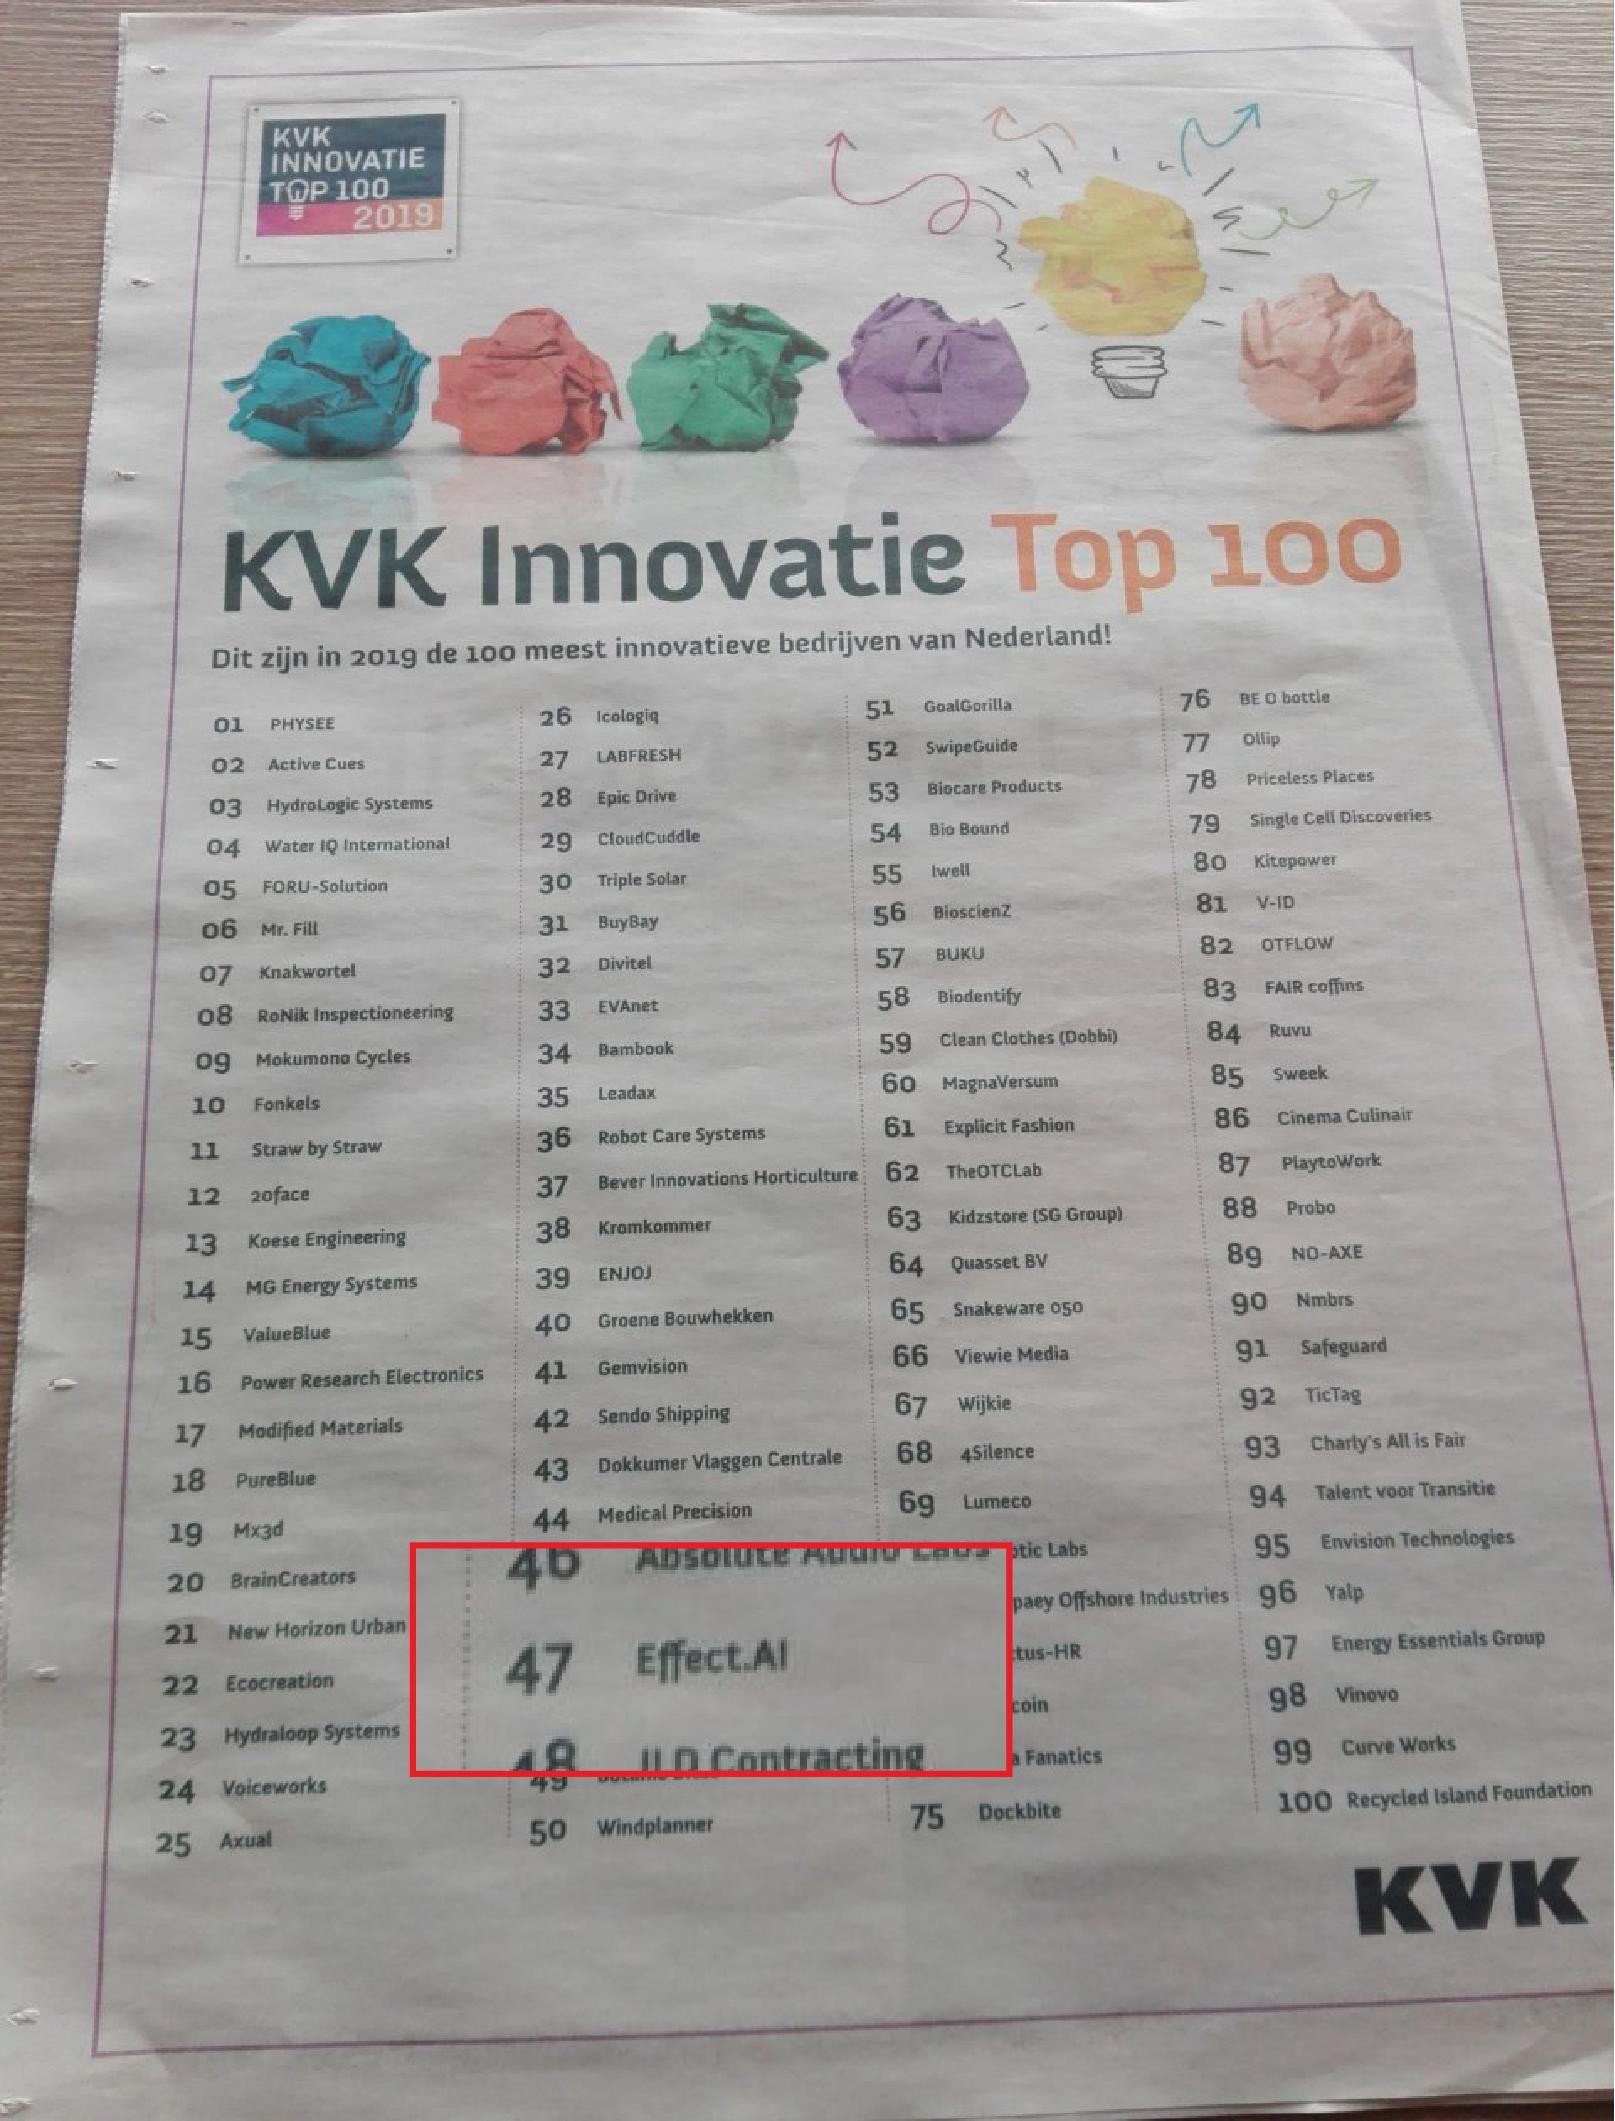 KVK
INNOVATIE
TOP 100
2019
KVK Innovatie Top 100
Dit zijn in 2019 de 100 meest innovatieve bedrijven van Nederland!
01 PHYSEE
02 Active Cues
03 HydroLogic Systems
04 Water IQ International
05 FORU-Solution
06 Mr. Fill
07 Knakwortel
08 RoNik Inspectioneering
09 Mokumono Cycles
10 Fonkels
11 Straw by Straw
12 20face
13 Koese Engineering
14 MG Energy Systems
15 ValueBlue
16 Power Research Electronics
17 Modified Materials
18 PureBlue
19 Mx3d
20 BrainCreators
21 New Horizon Urban
22 Ecocreation
23 Hydraloop Systems
24 Voiceworks
25 Axual
26 Icologiq
27 LABFRESH
28 Epic Drive
29 CloudCuddle
30 Triple Solar
31 BuyBay
32 Divitel
33 EVAnet
34 Bambook
35 Leadax
36 Robot Care Systems
37 Bever Innovations Horticulture
38 Kromkommer
39 ENJOJ
40 Groene Bouwhekken
41 Gemvision
42 Sendo Shipping
43 Dokkumer Vlaggen Centrale
44 Medical Precision
46 Absolute Audio Labs
47 Effect.AI
48 JLD Contracting
49
50 Windplanner
51 GoalGorilla
52 SwipeGuide
53 Biocare Products
54 Bio Bound
55 Iwell
56 BioscienZ
57 BUKU
58 Biodentify
59 Clean Clothes (Dobbi)
60 MagnaVersum
61 Explicit Fashion
62 TheOTCLab
63 Kidzstore (SG Group)
64 Quasset BV
65 Snakeware 050
66 Viewie Media
67 Wijkie
68 4Silence
69 Lumeco
otic Labs
paey Offshore Industries
ctus-HR
coin
a Fanatics
75 Dockbite
76 BE O bottle
77 Ollip
78 Priceless Places
79 Single Cell Discoveries
80 Kitepower
81 V-ID
82 OTFLOW
83 FAIR coffins
84 Ruvu
85 Sweek
86 Cinema Culinair
87 PlaytoWork
88 Probo
89 NO-AXE
90 Nmbrs
91 Safeguard
92 TicTag
93 Charly's All is Fair
94 Talent voor Transitie
95 Envision Technologies
96 Yalp
97 Energy Essentials Group
98 Vinovo
99 Curve Works
100 Recycled Island Foundation
KVK